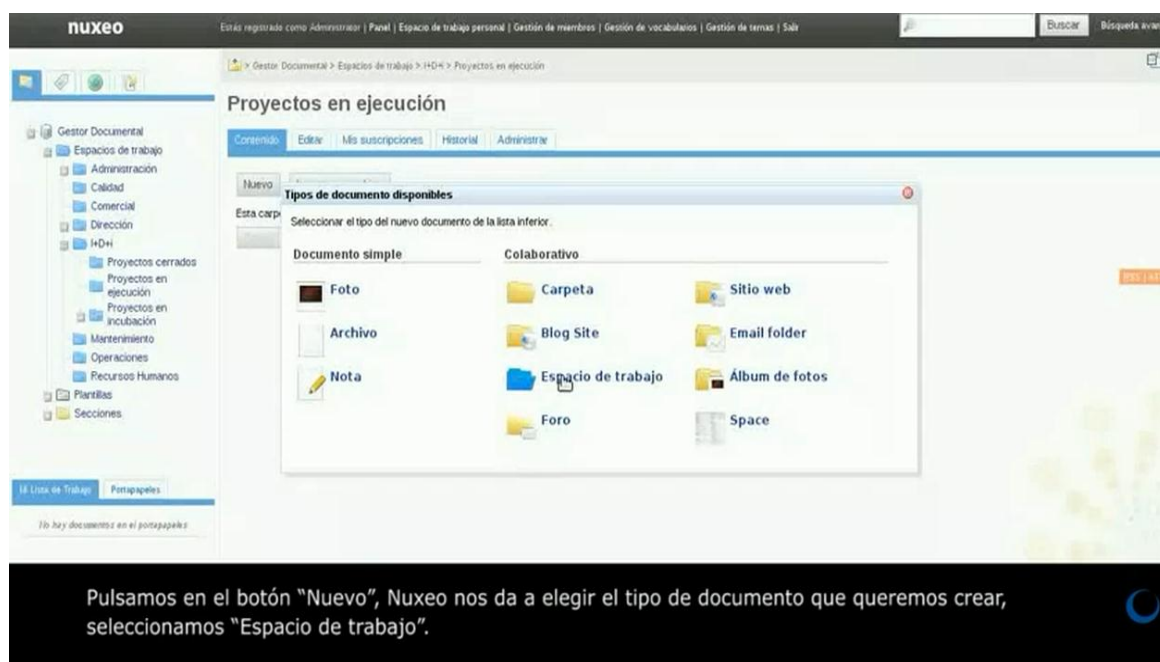 nuxeo
Estás registrado como Administrator | Panel | Espacio de trabajo personal | Gestión de miembros | Gestión de vocabularios | Gestión de temas | Salir
Buscar
Búsqueda avan
> Gestor Documental > Espacios de trabajo > I+D+i > Proyectos en ejecución
Proyectos en ejecución
Contenido Editar Mis suscripciones Historial Administrar
Gestor Documental
Espacios de trabajo
Administración
Calidad
Comercial
Dirección
I+D+i
Proyectos cerrados
Proyectos en
ejecución
Proyectos en
incubación
Mantenimiento
Operaciones
Recursos Humanos
Plantillas
Secciones
Nuevo
Esta carp
Tipos de documento disponibles
Seleccionar el tipo del nuevo documento de la lista inferior.
Documento simple
Foto
Archivo
Nota
Colaborativo
Carpeta
Sitio web
Blog Site
Email folder
Espacio de trabajo
Álbum de fotos
Foro
Space
Lista de Trabajo
Portapapeles
No hay documentos en el portapapeles
Pulsamos en el botón “Nuevo”, Nuxeo nos da a elegir el tipo de documento que queremos crear,
seleccionamos “Espacio de trabajo”.